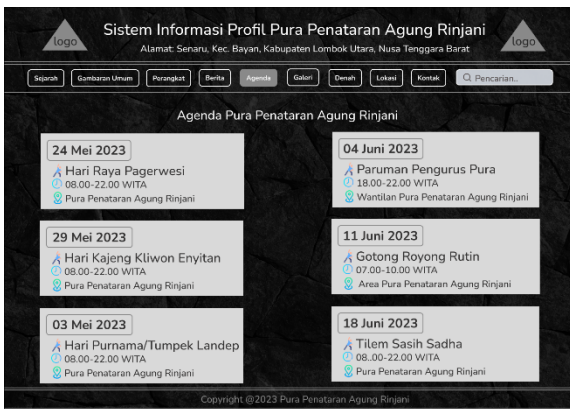 logo
Sistem Informasi Profil Pura Penataran Agung Rinjani
Alamat: Senaru, Kec. Bayan, Kabupaten Lombok Utara, Nusa Tenggara Barat
logo
Sejarah Gambaran Umum Perangkat Berita Agenda Galeri Denah Lokasi Kontak Pencarian..
Agenda Pura Penataran Agung Rinjani
24 Mei 2023
Hari Raya Pagerwesi
08.00-22.00 WITA
Pura Penataran Agung Rinjani
04 Juni 2023
Paruman Pengurus Pura
18.00-22.00 WITA
Wantilan Pura Penataran Agung Rinjani
29 Mei 2023
Hari Kajeng Kliwon Enyitan
08.00-22.00 WITA
Pura Penataran Agung Rinjani
11 Juni 2023
Gotong Royong Rutin
07.00-10.00 WITA
Area Pura Penataran Agung Rinjani
03 Mei 2023
Hari Purnama/Tumpek Landep
08.00-22.00 WITA
Pura Penataran Agung Rinjani
18 Juni 2023
Tilem Sasih Sadha
08..00-22.00 WITA
Pura Penataran Agung Rinjani
Copyright @2023 Pura Penataran Agung Rinjani